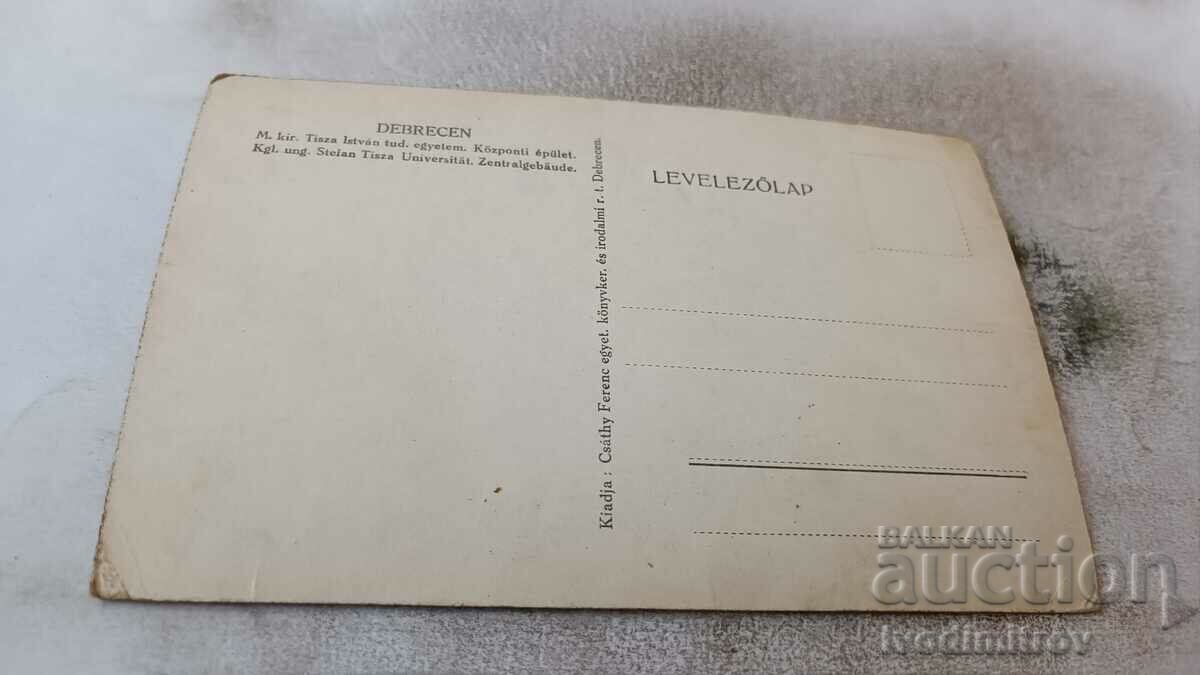 DEBRECEN
M. kir. Tisza István tud. egyetem. Központi épület.
Kgl. ung. Stefan Tisza Universität. Zentralgebäude.
Kiadja : Csáthy Ferenc egyet. könyvker. és irodalmi r. t. Debrecen.
LEVELEZŐLAP
BALKAN
auction
ivodimitrov